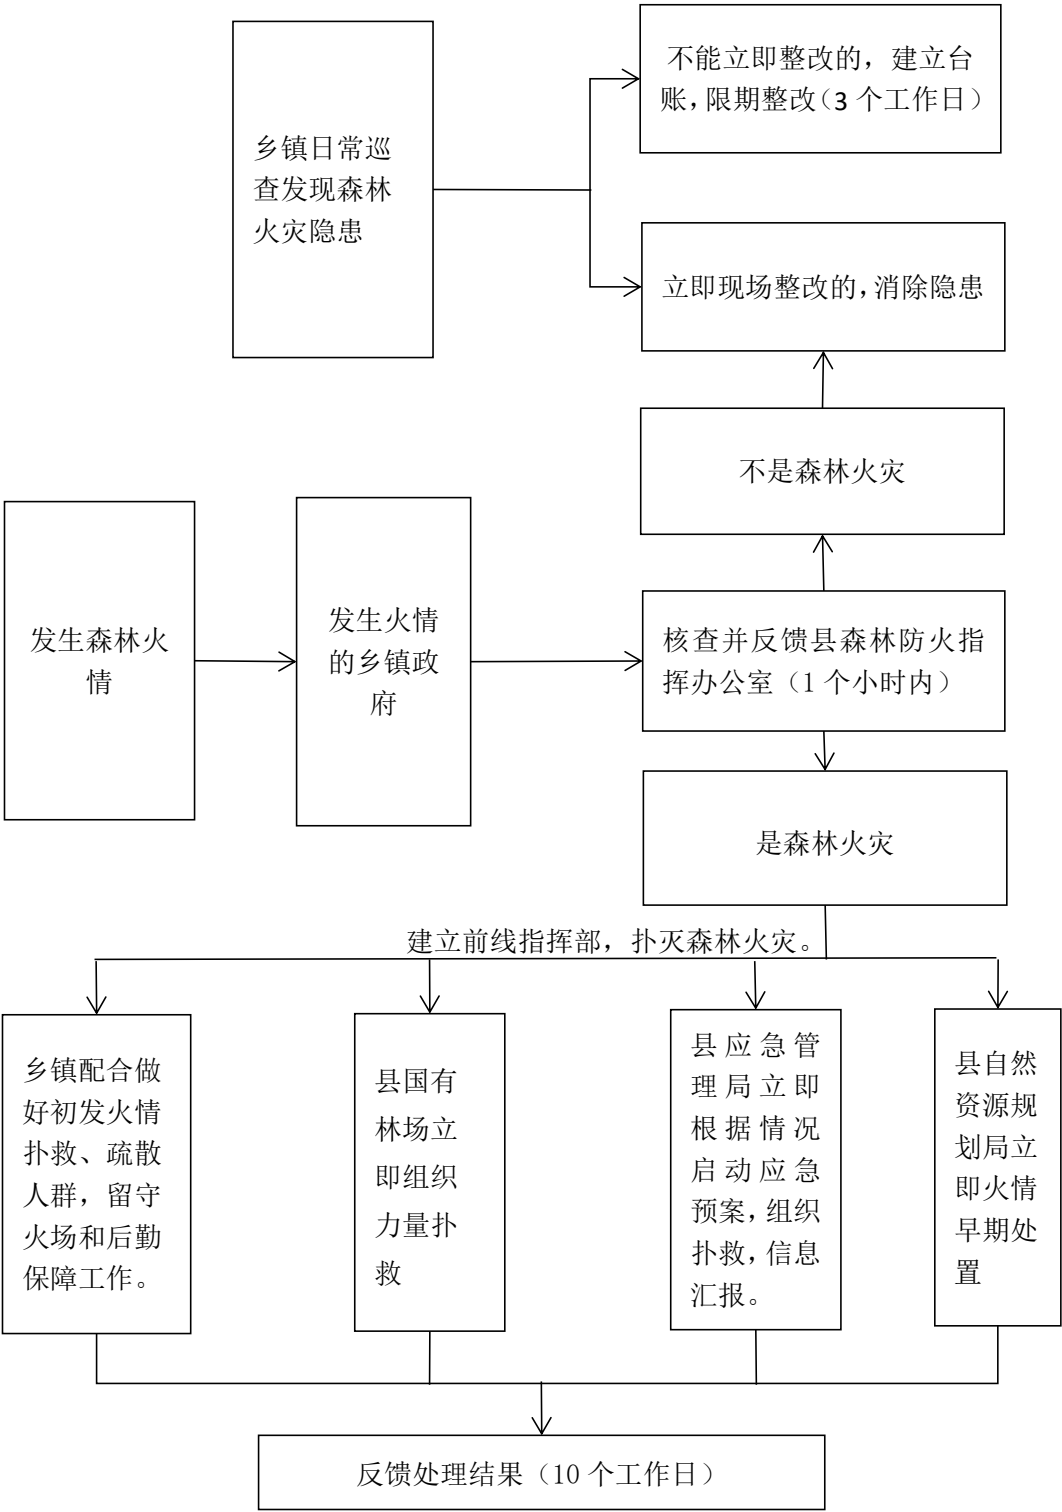 不能立即整改的，建立台
账，限期整改（3 个工作日）
乡镇日常巡
查发现森林
火灾隐患
立即现场整改的，消除隐患
不是森林火灾
发生森林火
情
发生火情
的乡镇政
府
核查并反馈县森林防火指
挥办公室（1 个小时内）
是森林火灾
建立前线指挥部，扑灭森林火灾。
乡镇配合做
好初发火情
扑救、疏散
人群，留守
火场和后勤
保障工作。
县国有
林场立
即组织
力量扑
救
县应急管
理局立即
根据情况
启动应急
预案，组织
扑救，信息
汇报。
县自然
资源规
划局立
即火情
早期处
置
反馈处理结果（10 个工作日）